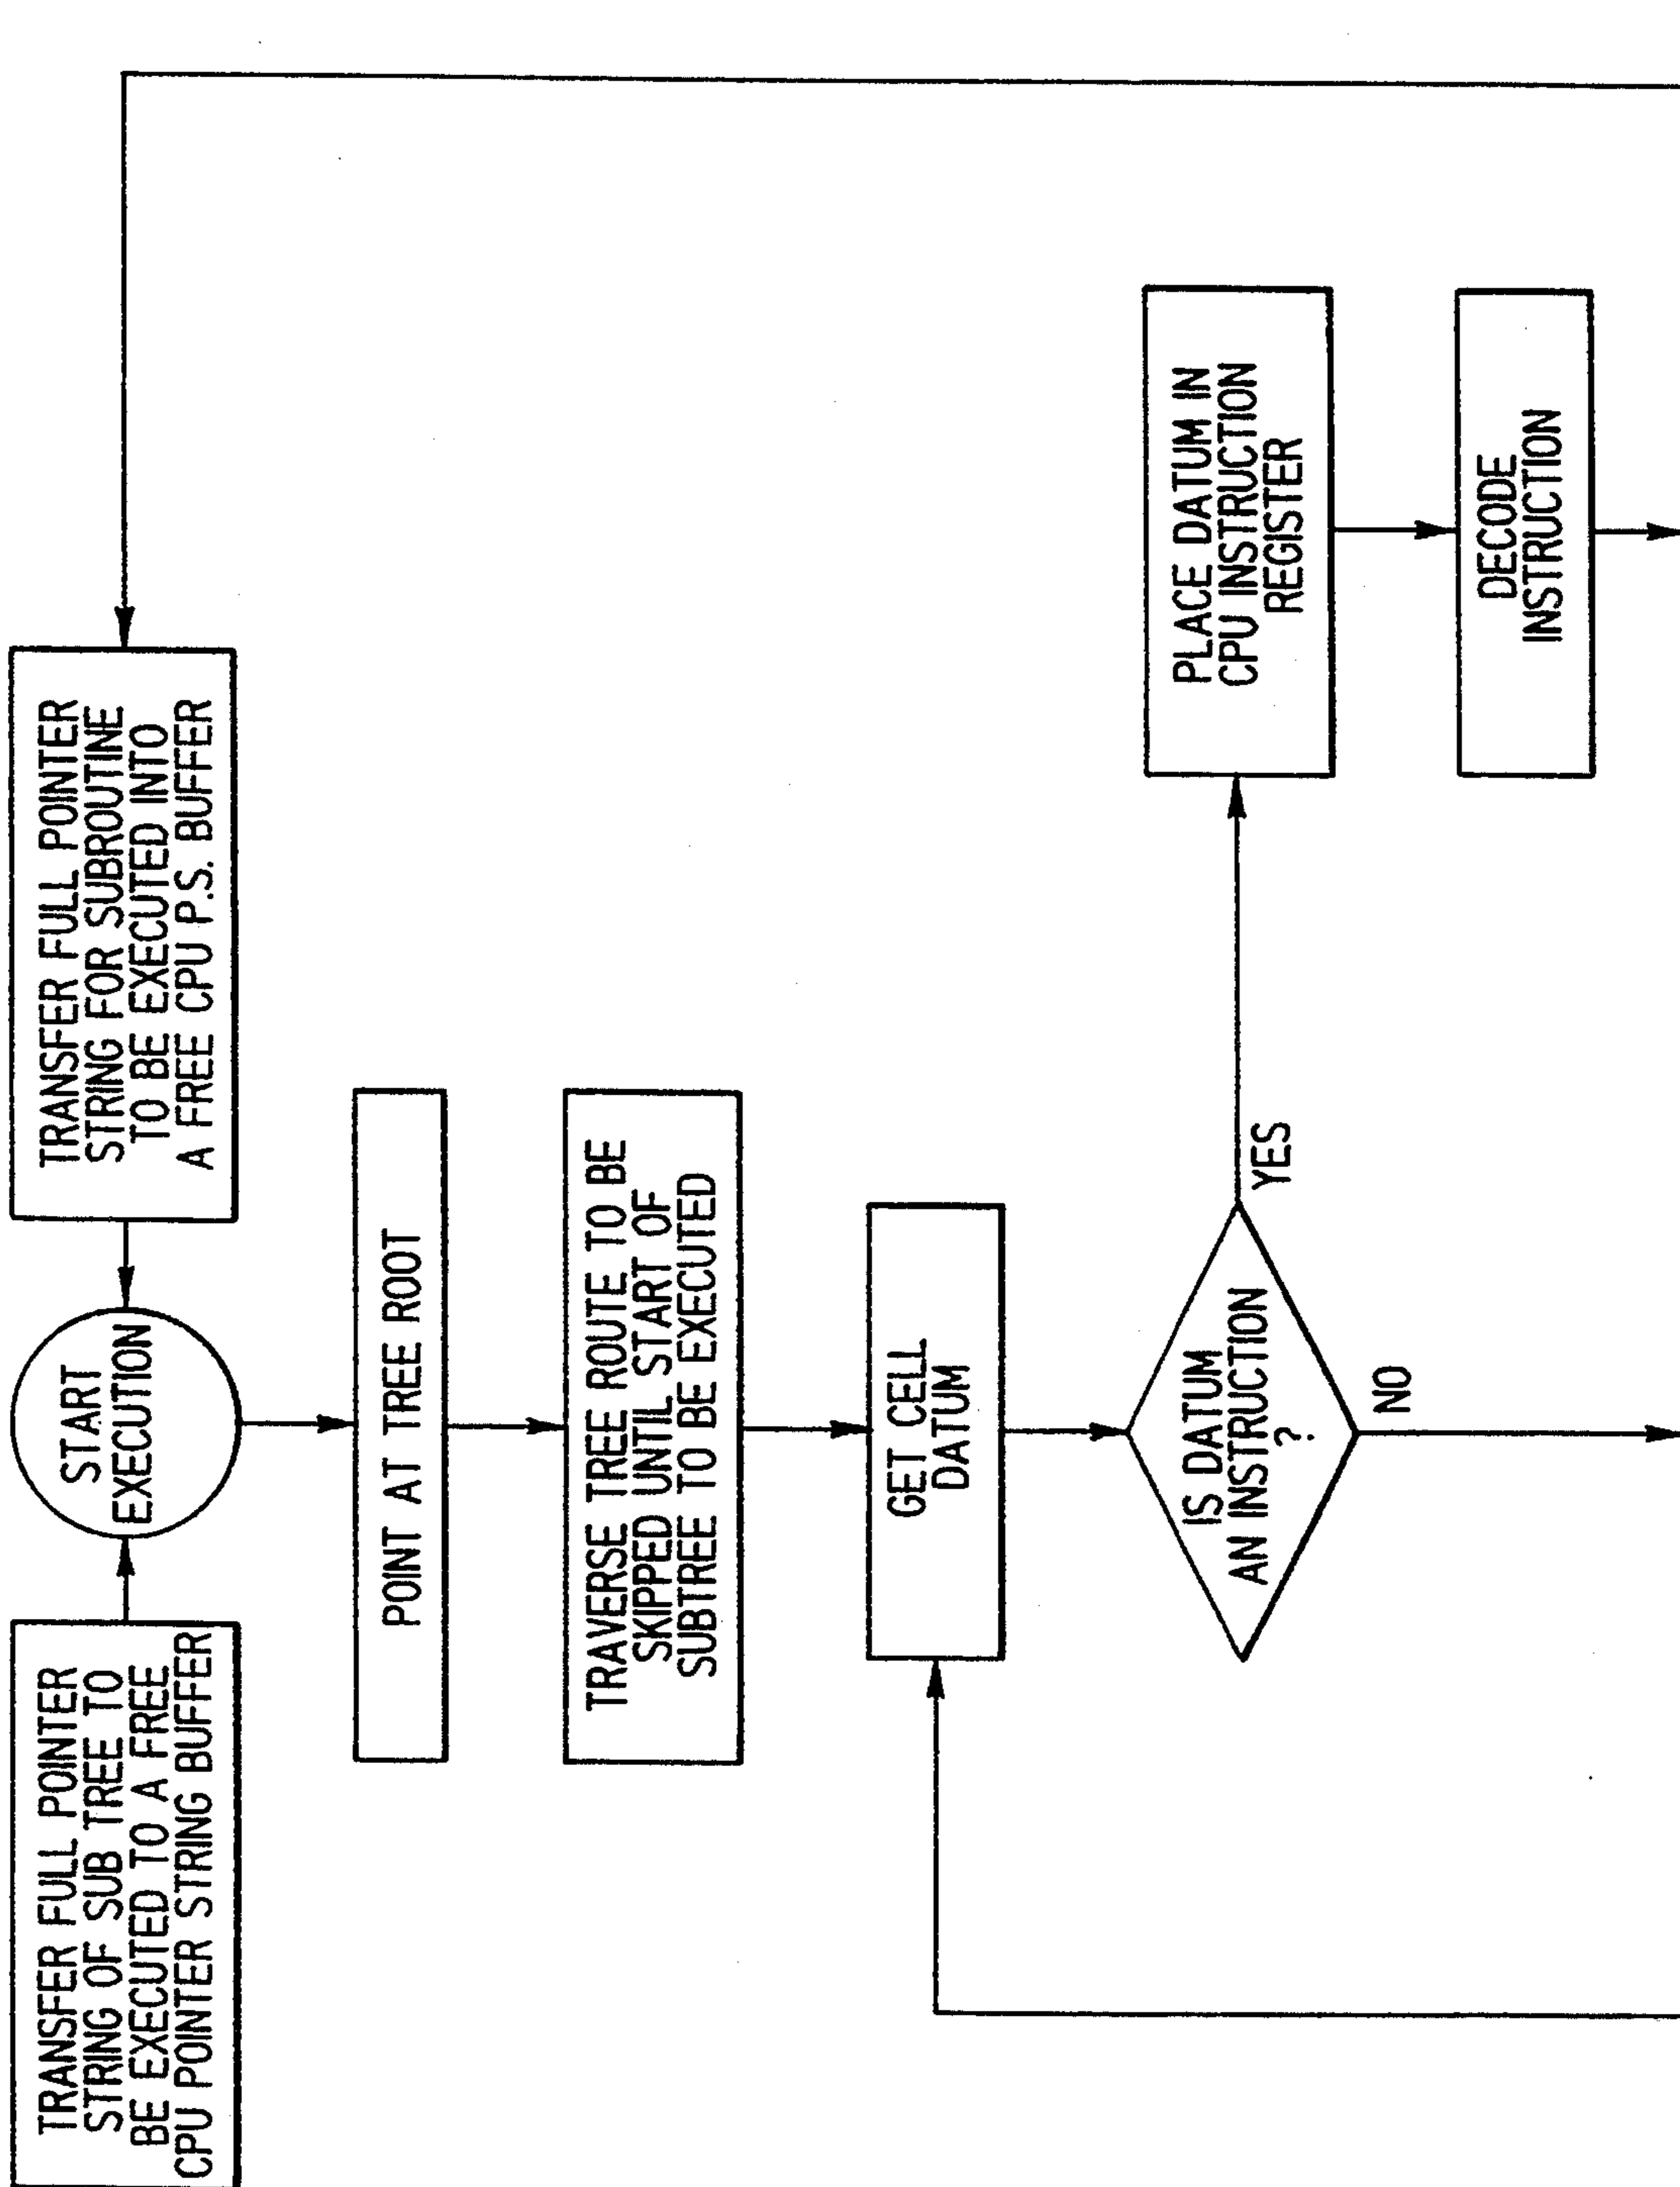 TRANSFER FULL POINTER
STRING OF SUB TREE TO
BE EXECUTED TO A FREE
CPU POINTER STRING BUFFER
START
EXECUTION
TRANSFER FULL POINTER
STRING FOR SUBROUTINE
TO BE EXECUTED INTO
A FREE CPU P.S. BUFFER
POINT AT TREE ROOT
TRAVERSE TREE ROUTE TO BE
SKIPPED UNTIL START OF
SUBTREE TO BE EXECUTED
GET CELL
DATUM
IS DATUM
AN INSTRUCTION
?
YES
NO
PLACE DATUM IN
CPU INSTRUCTION
REGISTER
DECODE
INSTRUCTION